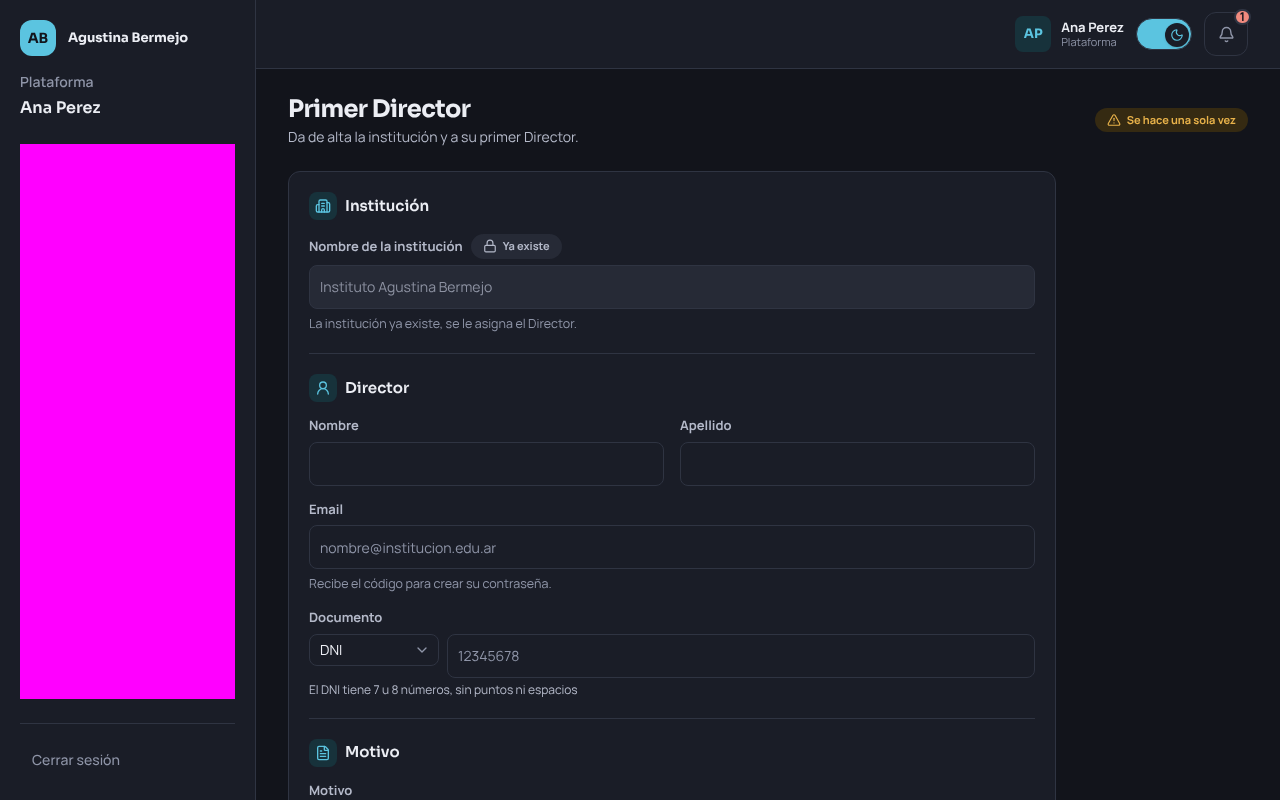 AB Agustina Bermejo
Plataforma
Ana Perez
Cerrar sesión
AP Ana Perez
Plataforma
1
Primer Director
Da de alta la institución y a su primer Director.
Se hace una sola vez
Institución
Nombre de la institución Ya existe
Instituto Agustina Bermejo
La institución ya existe, se le asigna el Director.
Director
Nombre Apellido
Email
nombre@institucion.edu.ar
Recibe el código para crear su contraseña.
Documento
DNI 12345678
El DNI tiene 7 u 8 números, sin puntos ni espacios
Motivo
Motivo